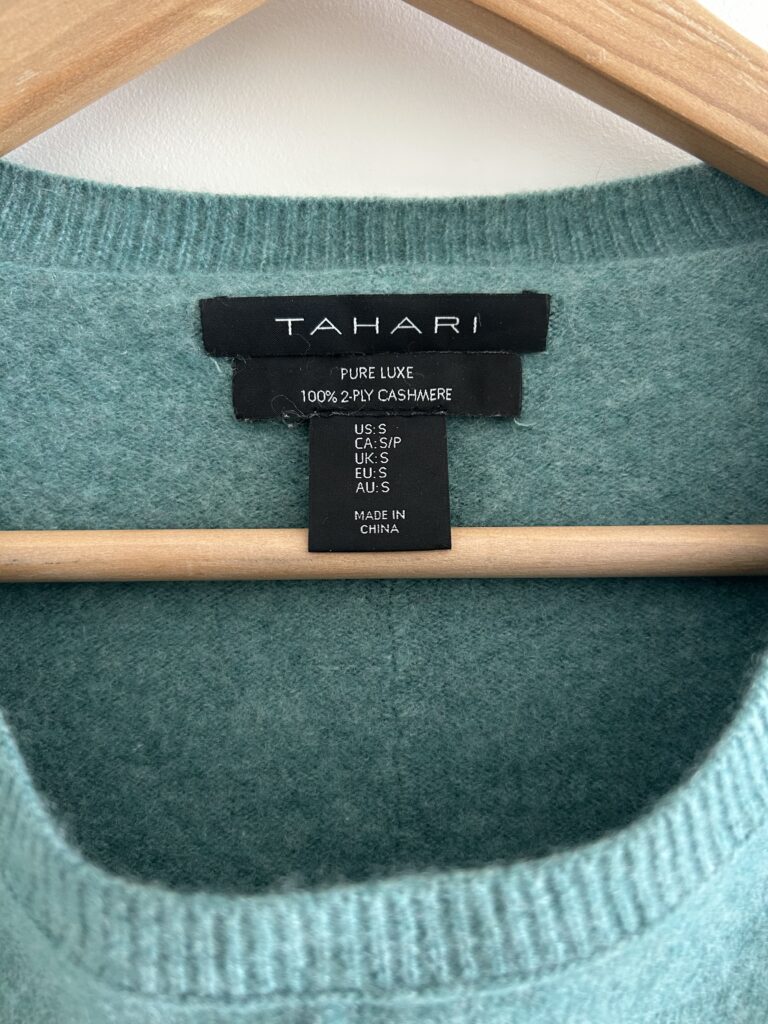 TAHARI
PURE LUXE
100% 2-PLY CASHMERE
US: S
CA: S/P
UK: S
EU: S
AU: S
MADE IN
CHINA